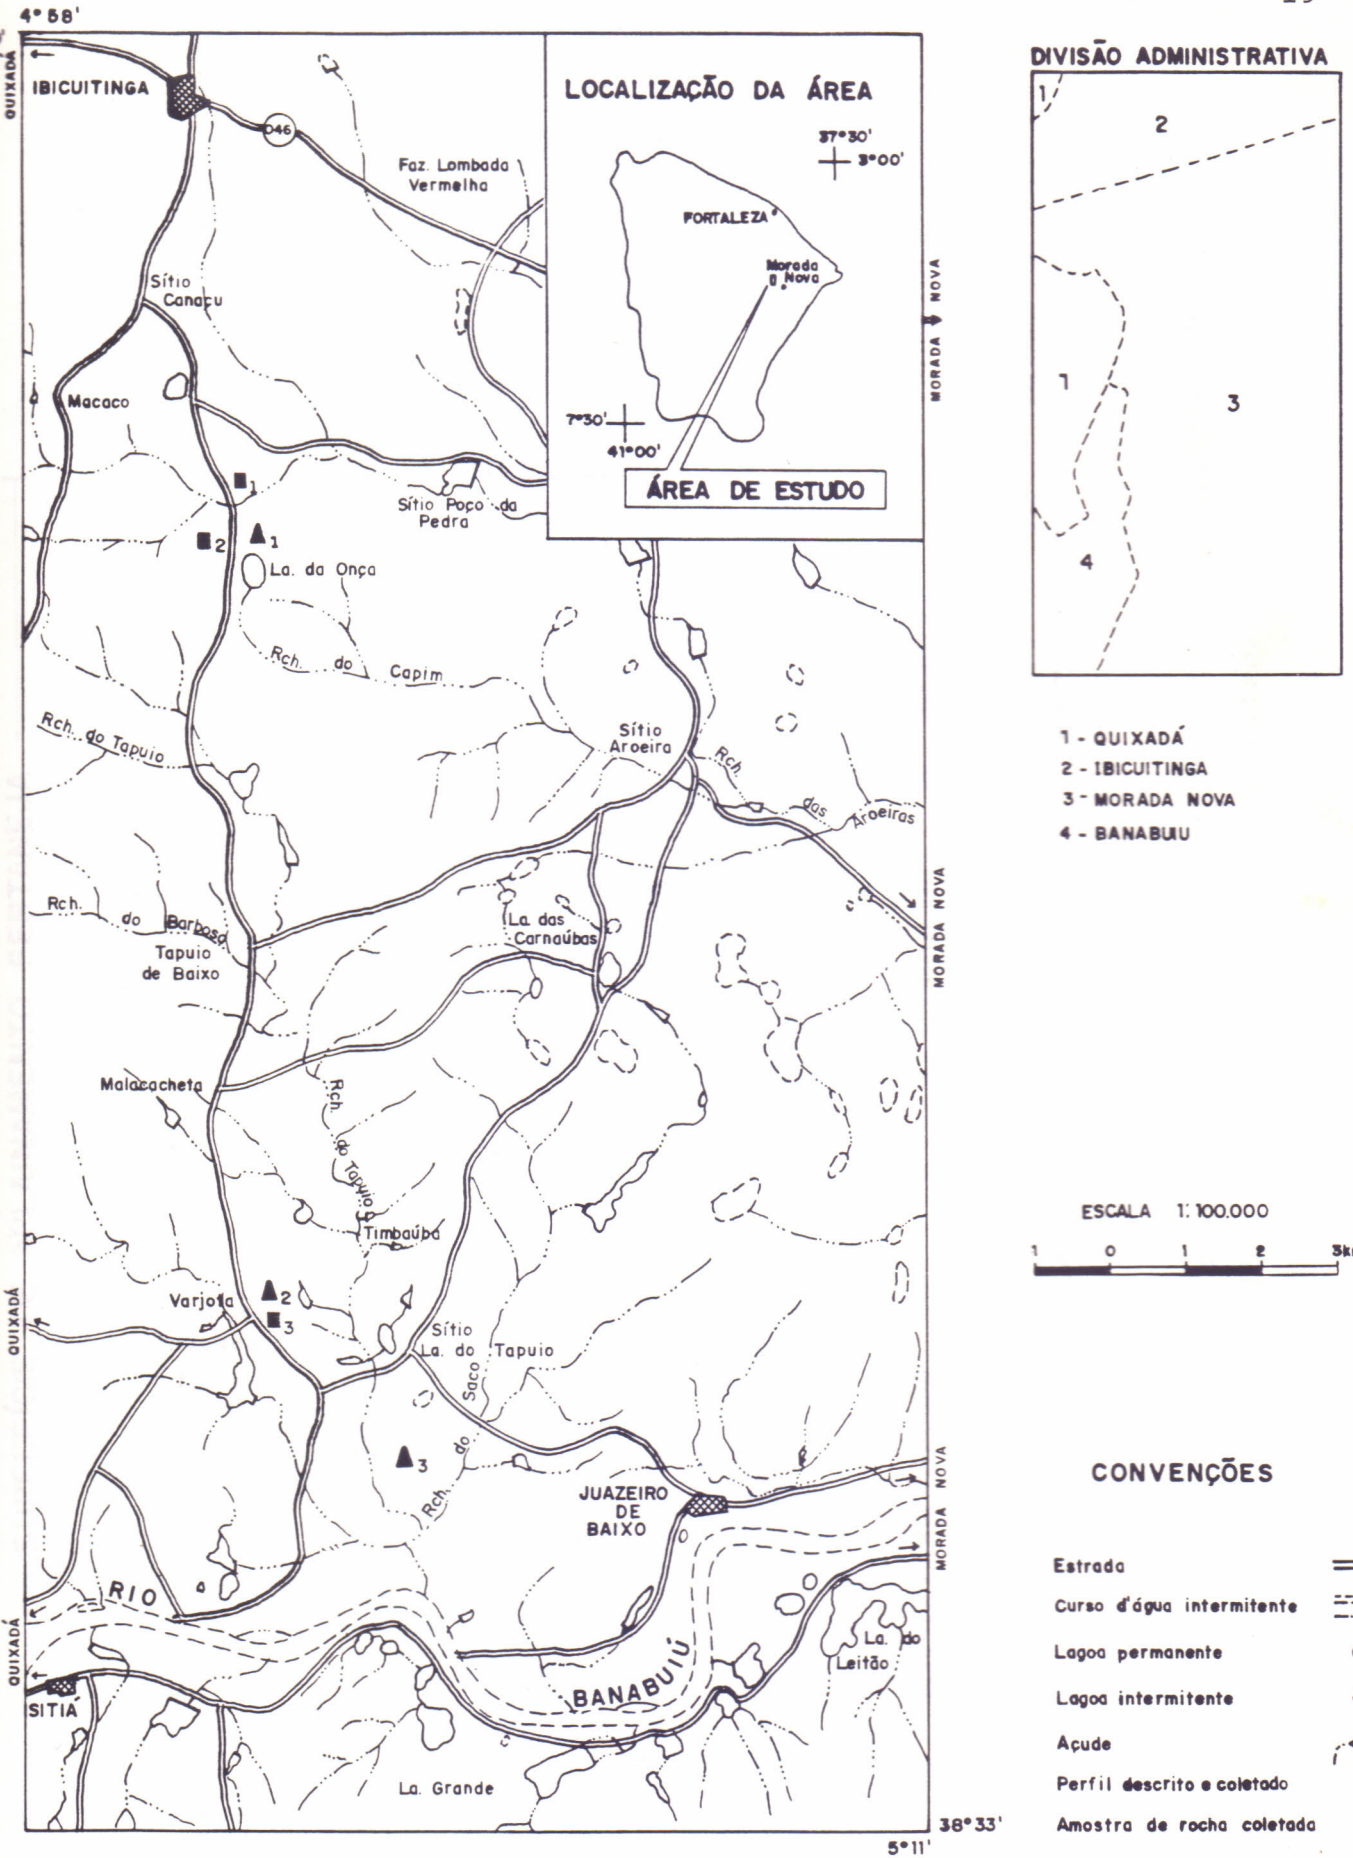 4°58'
QUIXADÁ
IBICUITINGA
046
Faz. Lombada
Vermelha
Sítio
Canaçu
Macaco
1
Sítio Poço da
Pedra
2
1
La. da Onça
Rch. do Capim
Rch. do Tapuio
Sítio
Aroeira
Rch. das Aroeiras
Rch. do Barbosa
Tapuio
de Baixo
La. das
Carnaúbas
Malacacheta
Rch. do Tapuio
Timbaúba
2
Varjota
3
QUIXADÁ
Sítio
La. do Tapuio
Rch. do Saco
3
JUAZEIRO
DE
BAIXO
RIO BANABUIÚ
QUIXADÁ
SITIÁ
La. do
Leitão
La. Grande
MORADA NOVA
MORADA NOVA
MORADA NOVA
38°33'
5°11'
LOCALIZAÇÃO DA ÁREA
37°30'
3°00'
FORTALEZA
Morada
Nova
7°30'
41°00'
ÁREA DE ESTUDO
DIVISÃO ADMINISTRATIVA
1
2
1
3
4
1 - QUIXADÁ
2 - IBICUITINGA
3 - MORADA NOVA
4 - BANABUIU
ESCALA 1: 100.000
1 0 1 2 3k
CONVENÇÕES
Estrada
Curso d'água intermitente
Lagoa permanente
Lagoa intermitente
Açude
Perfil descrito e coletado
Amostra de rocha coletada